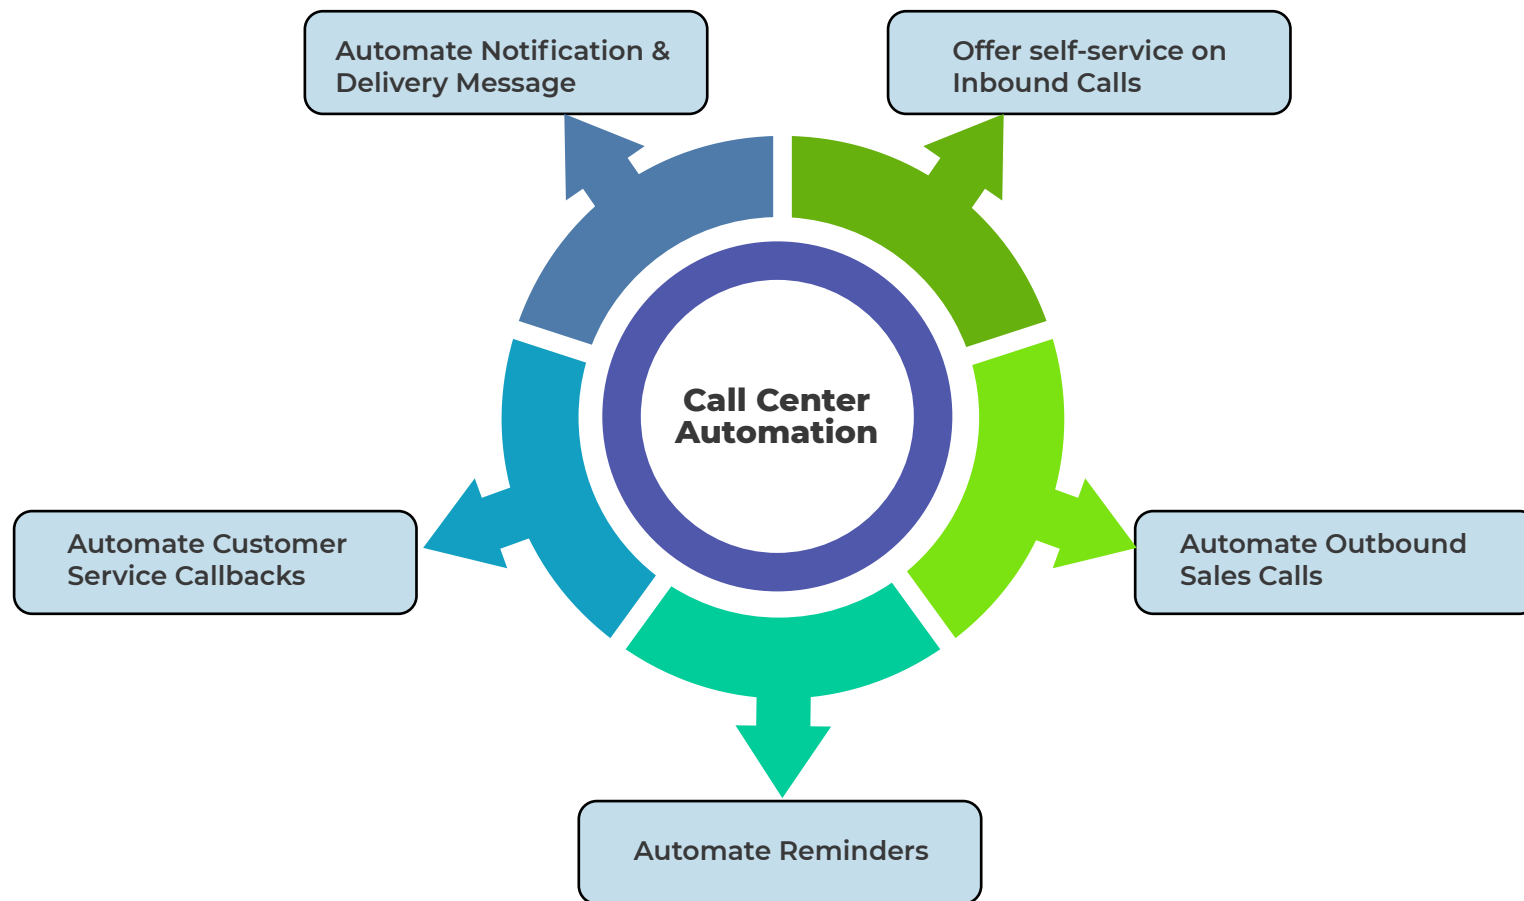 Automate Notification &
Delivery Message
Offer self-service on
Inbound Calls
Call Center
Automation
Automate Customer
Service Callbacks
Automate Outbound
Sales Calls
Automate Reminders